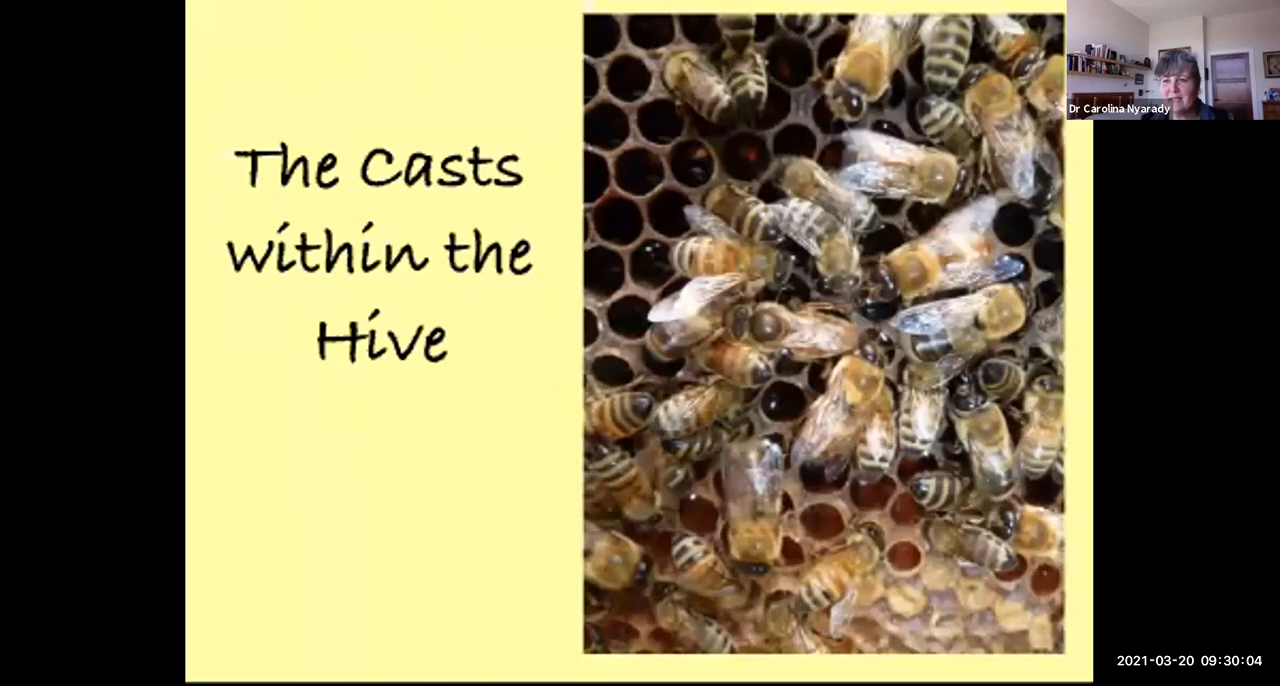 The Casts
within the
Hive
Dr Carolina Nyarady
2021-03-20 09:30:04